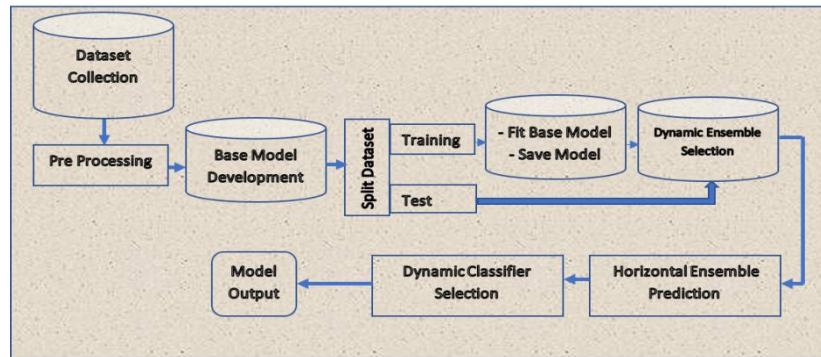 Dataset
Collection
Pre Processing
Base Model
Development
Split Dataset
Training
Test
- Fit Base Model
- Save Model
Dynamic Ensemble
Selection
Horizontal Ensemble
Prediction
Dynamic Classifier
Selection
Model
Output